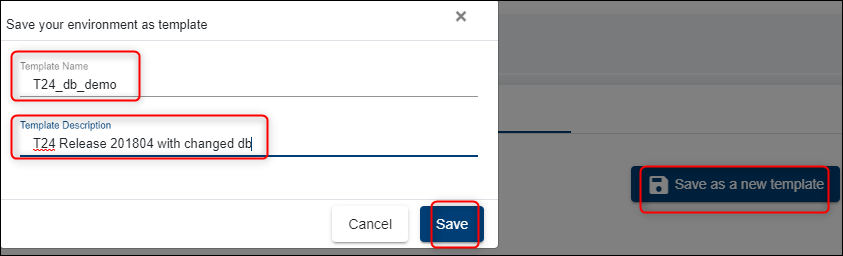 Save your environment as template
×
Template Name
T24_db_demo
Template Description
T24 Release 201804 with changed db
Cancel
Save
Save as a new template